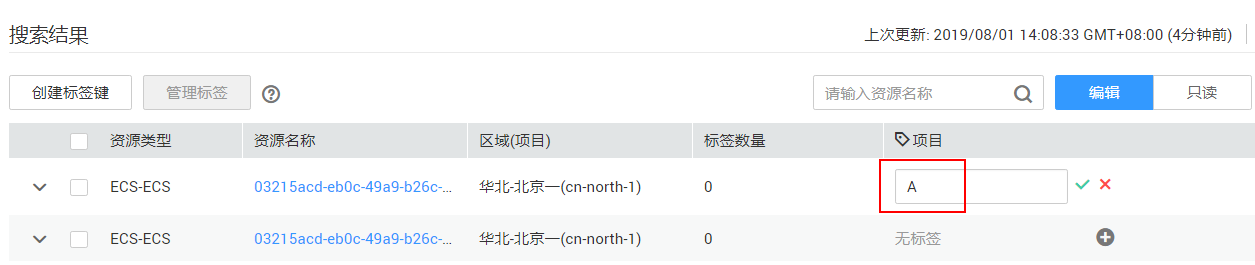 搜索结果 上次更新: 2019/08/01 14:08:33 GMT+08:00 (4分钟前)
创建标签键 管理标签 ? 请输入资源名称 编辑 只读
资源类型 资源名称 区域(项目) 标签数量 项目
ECS-ECS 03215acd-eb0c-49a9-b26c-... 华北-北京一(cn-north-1) 0 A
ECS-ECS 03215acd-eb0c-49a9-b26c-... 华北-北京一(cn-north-1) 0 无标签